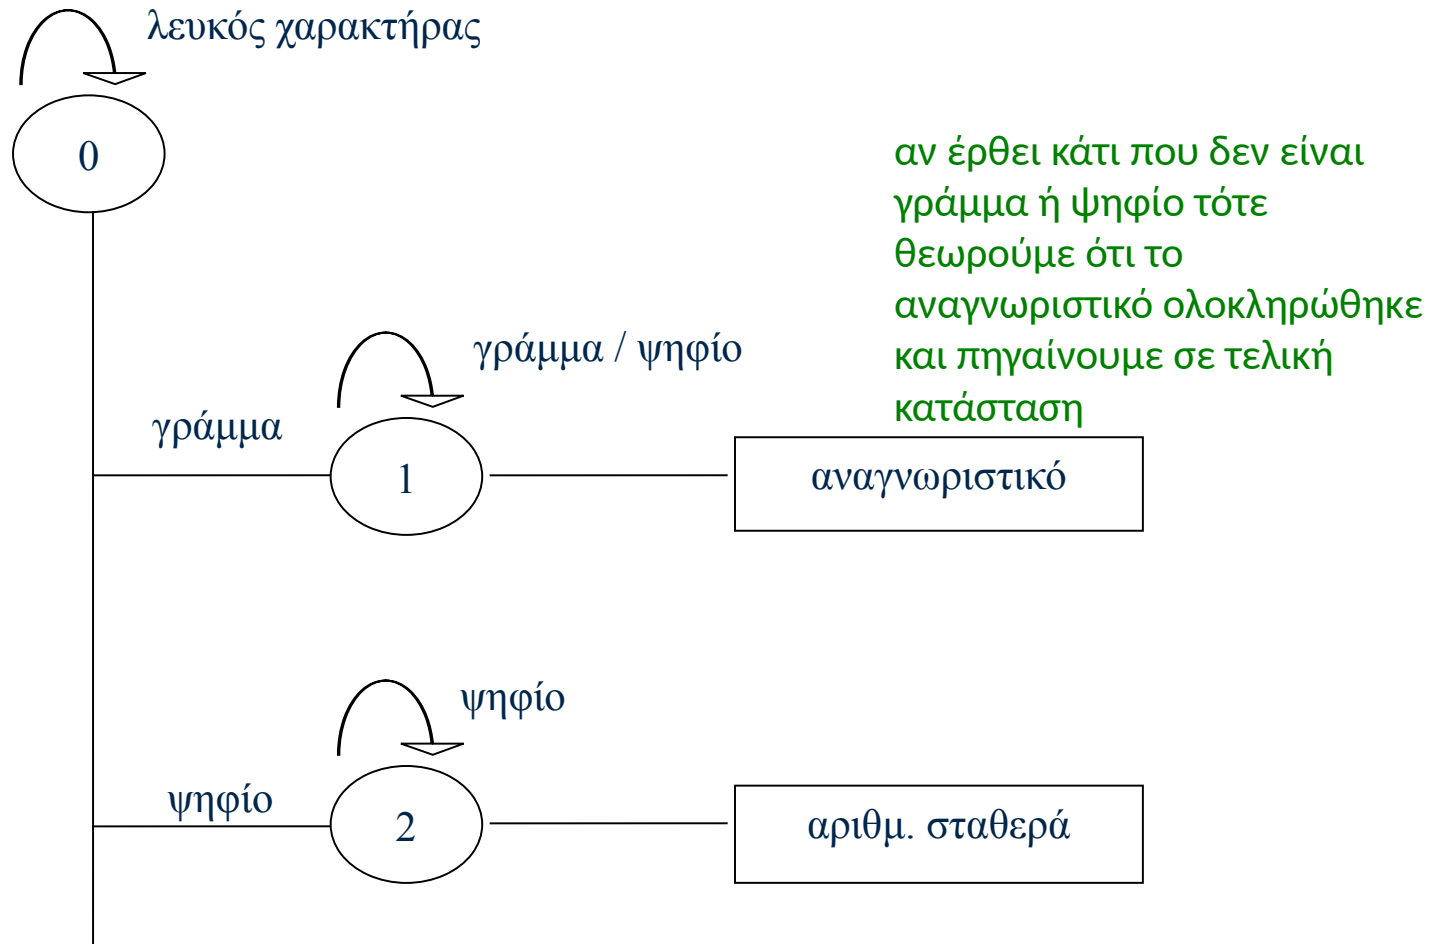 λευκός χαρακτήρας
0
αν έρθει κάτι που δεν είναι
γράμμα ή ψηφίο τότε
θεωρούμε ότι το
αναγνωριστικό ολοκληρώθηκε
και πηγαίνουμε σε τελική
κατάσταση
γράμμα / ψηφίο
γράμμα
1
αναγνωριστικό
ψηφίο
ψηφίο
2
αριθμ. σταθερά